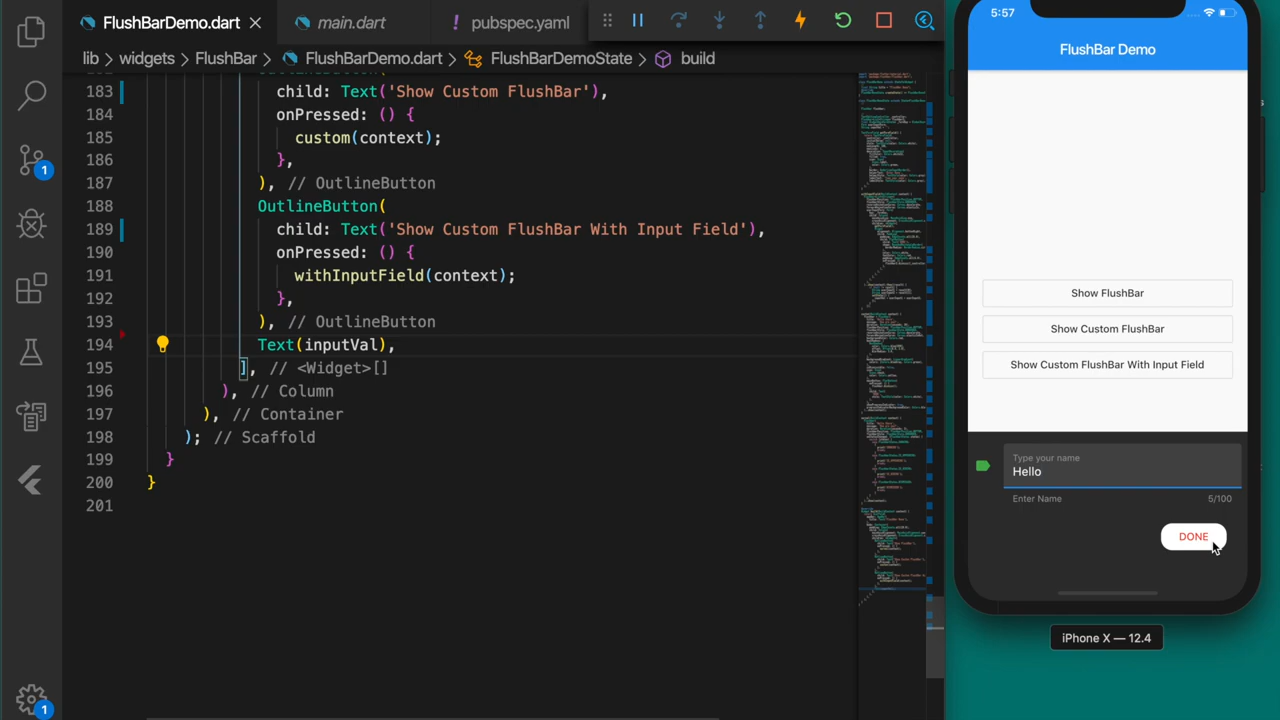 FlushBarDemo.dart
main.dart
! pubspec.yaml
lib > widgets > FlushBar > FlushBarDemo.dart > FlushBarDemoState > build
183 child: Text('Show Custom FlushBar'),
184 onPressed: () {
185 custom(context);
186 },
187 ), // OutlineButton
188 OutlineButton(
189 child: Text('Show Custom FlushBar With Input Field'),
190 onPressed: () {
191 withInputField(context);
192 },
193 ), // OutlineButton
194 Text(inputVal),
195 ], // <Widget>[]
196 ), // Column
197 ), // Container
198 ); // Scaffold
199 }
200 }
201
1
1
5:57
FlushBar Demo
Show FlushBar
Show Custom FlushBar
Show Custom FlushBar With Input Field
Type your name
Hello
Enter Name 5/100
DONE
iPhone X — 12.4